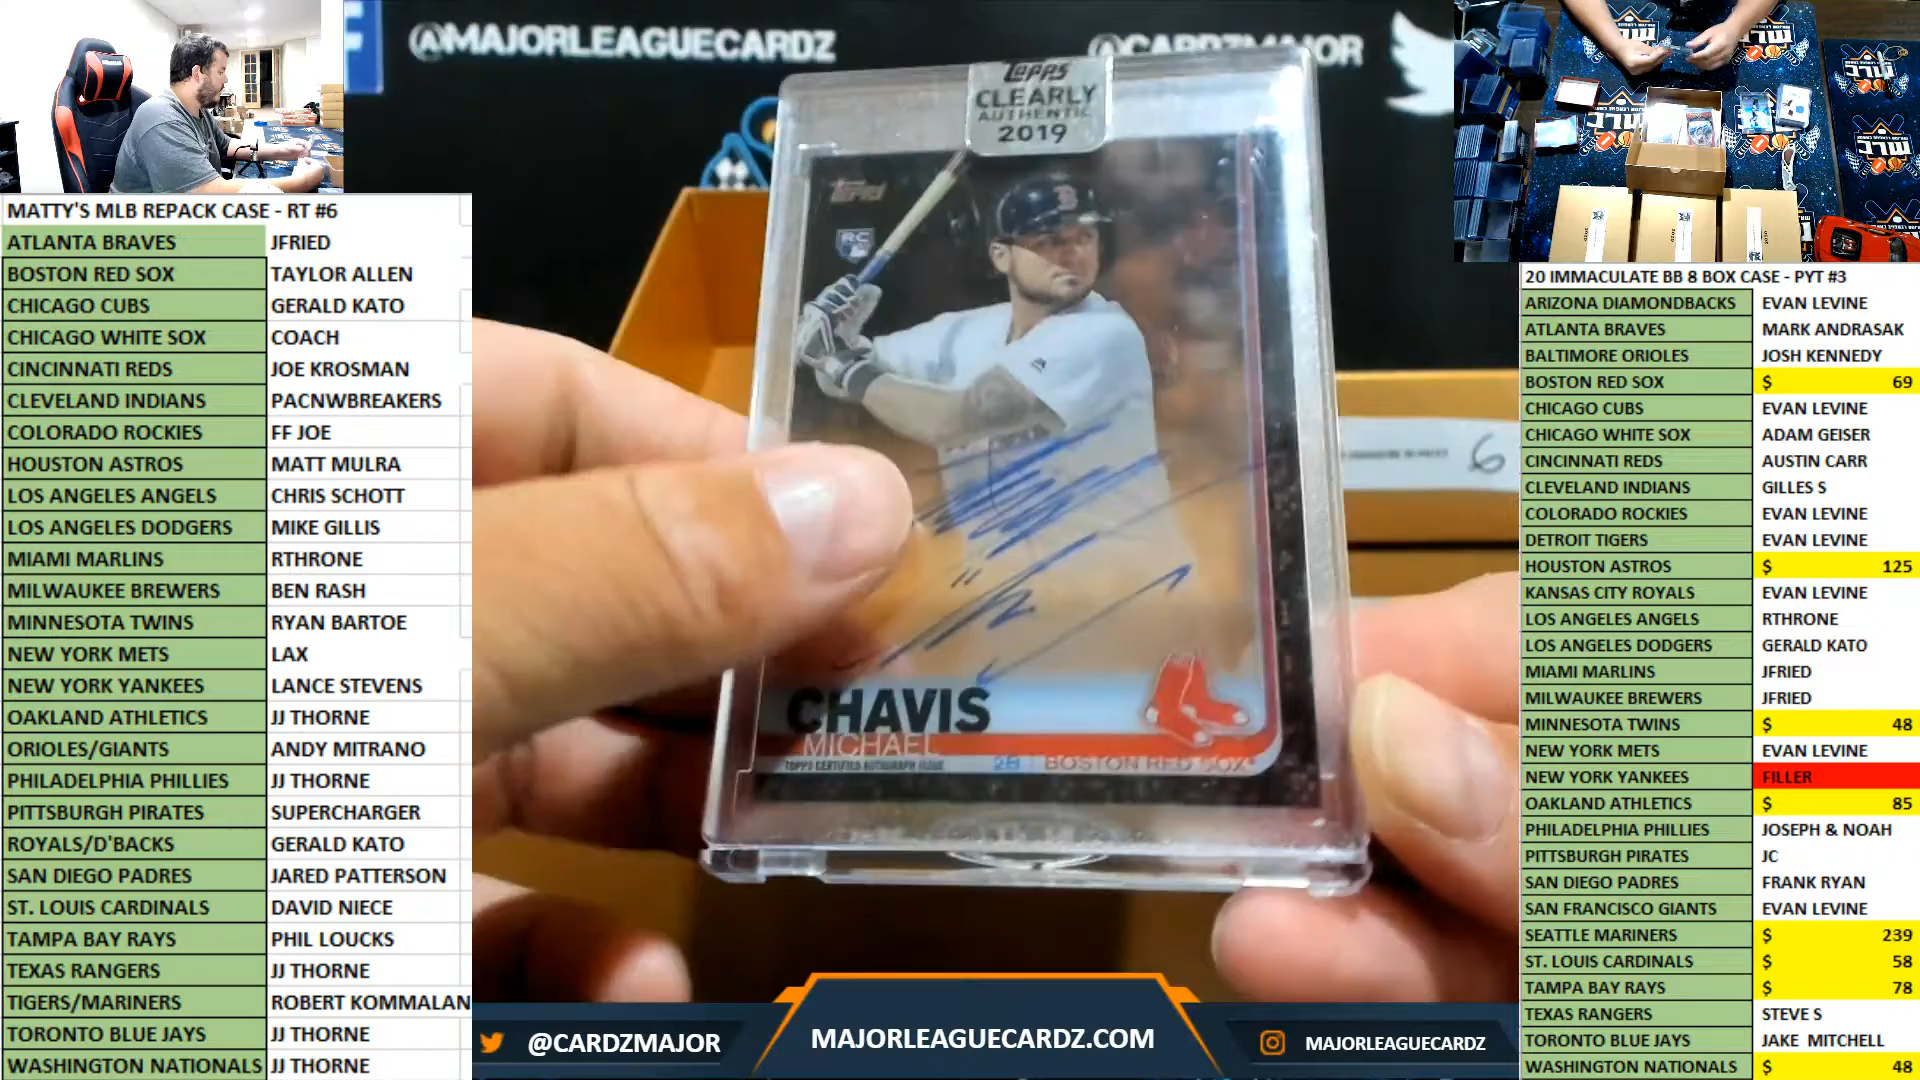 @MAJORLEAGUECARDZ
@CARDZMAJOR
TOPPS
CLEARLY
AUTHENTIC
2019
Topps
RC
B
6
CHAVIS
MICHAEL
TOPPS CERTIFIED AUTOGRAPH ISSUE
2B BOSTON RED SOX
MATTY'S MLB REPACK CASE - RT #6
ATLANTA BRAVES JFRIED
BOSTON RED SOX TAYLOR ALLEN
CHICAGO CUBS GERALD KATO
CHICAGO WHITE SOX COACH
CINCINNATI REDS JOE KROSMAN
CLEVELAND INDIANS PACNWBREAKERS
COLORADO ROCKIES FF JOE
HOUSTON ASTROS MATT MULRA
LOS ANGELES ANGELS CHRIS SCHOTT
LOS ANGELES DODGERS MIKE GILLIS
MIAMI MARLINS RTHRONE
MILWAUKEE BREWERS BEN RASH
MINNESOTA TWINS RYAN BARTOE
NEW YORK METS LAX
NEW YORK YANKEES LANCE STEVENS
OAKLAND ATHLETICS JJ THORNE
ORIOLES/GIANTS ANDY MITRANO
PHILADELPHIA PHILLIES JJ THORNE
PITTSBURGH PIRATES SUPERCHARGER
ROYALS/D'BACKS GERALD KATO
SAN DIEGO PADRES JARED PATTERSON
ST. LOUIS CARDINALS DAVID NIECE
TAMPA BAY RAYS PHIL LOUCKS
TEXAS RANGERS JJ THORNE
TIGERS/MARINERS ROBERT KOMMALAN
TORONTO BLUE JAYS JJ THORNE
WASHINGTON NATIONALS JJ THORNE
20 IMMACULATE BB 8 BOX CASE - PYT #3
ARIZONA DIAMONDBACKS EVAN LEVINE
ATLANTA BRAVES MARK ANDRASAK
BALTIMORE ORIOLES JOSH KENNEDY
BOSTON RED SOX $ 69
CHICAGO CUBS EVAN LEVINE
CHICAGO WHITE SOX ADAM GEISER
CINCINNATI REDS AUSTIN CARR
CLEVELAND INDIANS GILLES S
COLORADO ROCKIES EVAN LEVINE
DETROIT TIGERS EVAN LEVINE
HOUSTON ASTROS $ 125
KANSAS CITY ROYALS EVAN LEVINE
LOS ANGELES ANGELS RTHRONE
LOS ANGELES DODGERS GERALD KATO
MIAMI MARLINS JFRIED
MILWAUKEE BREWERS JFRIED
MINNESOTA TWINS $ 48
NEW YORK METS EVAN LEVINE
NEW YORK YANKEES FILLER
OAKLAND ATHLETICS $ 85
PHILADELPHIA PHILLIES JOSEPH & NOAH
PITTSBURGH PIRATES JC
SAN DIEGO PADRES FRANK RYAN
SAN FRANCISCO GIANTS EVAN LEVINE
SEATTLE MARINERS $ 239
ST. LOUIS CARDINALS $ 58
TAMPA BAY RAYS $ 78
TEXAS RANGERS STEVE S
TORONTO BLUE JAYS JAKE MITCHELL
WASHINGTON NATIONALS $ 48
@CARDZMAJOR
MAJORLEAGUECARDZ.COM
MAJORLEAGUECARDZ